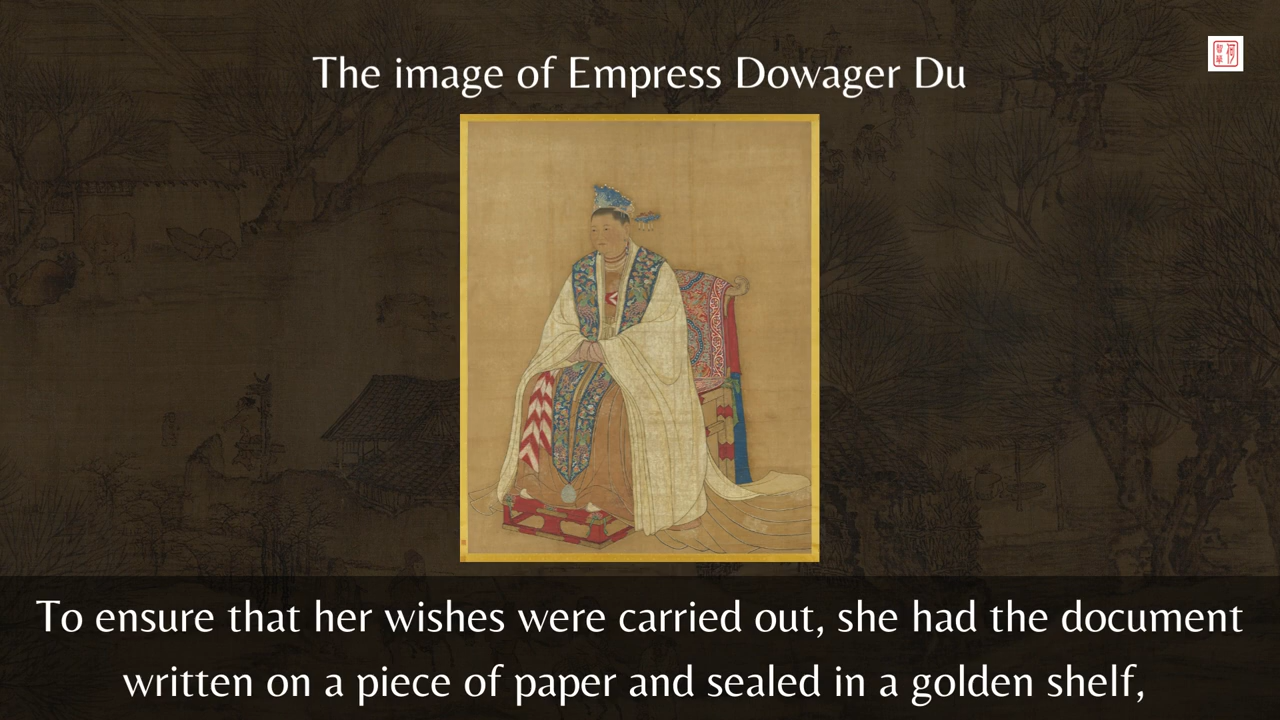 The image of Empress Dowager Du
To ensure that her wishes were carried out, she had the document
written on a piece of paper and sealed in a golden shelf,